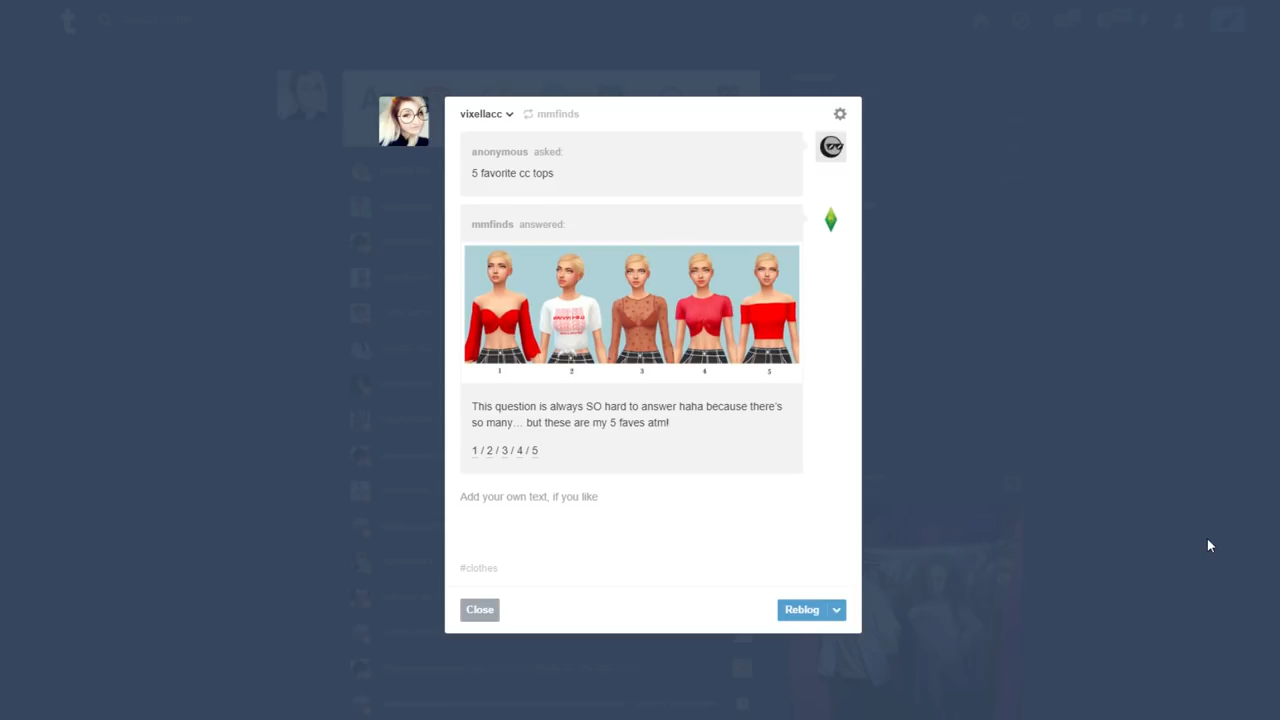 vixellacc mmfinds
anonymous asked:
5 favorite cc tops
mmfinds answered:
1 2 3 4 5
This question is always SO hard to answer haha because there's
so many... but these are my 5 faves atm!
1 / 2 / 3 / 4 / 5
Add your own text, if you like
#clothes
Close Reblog